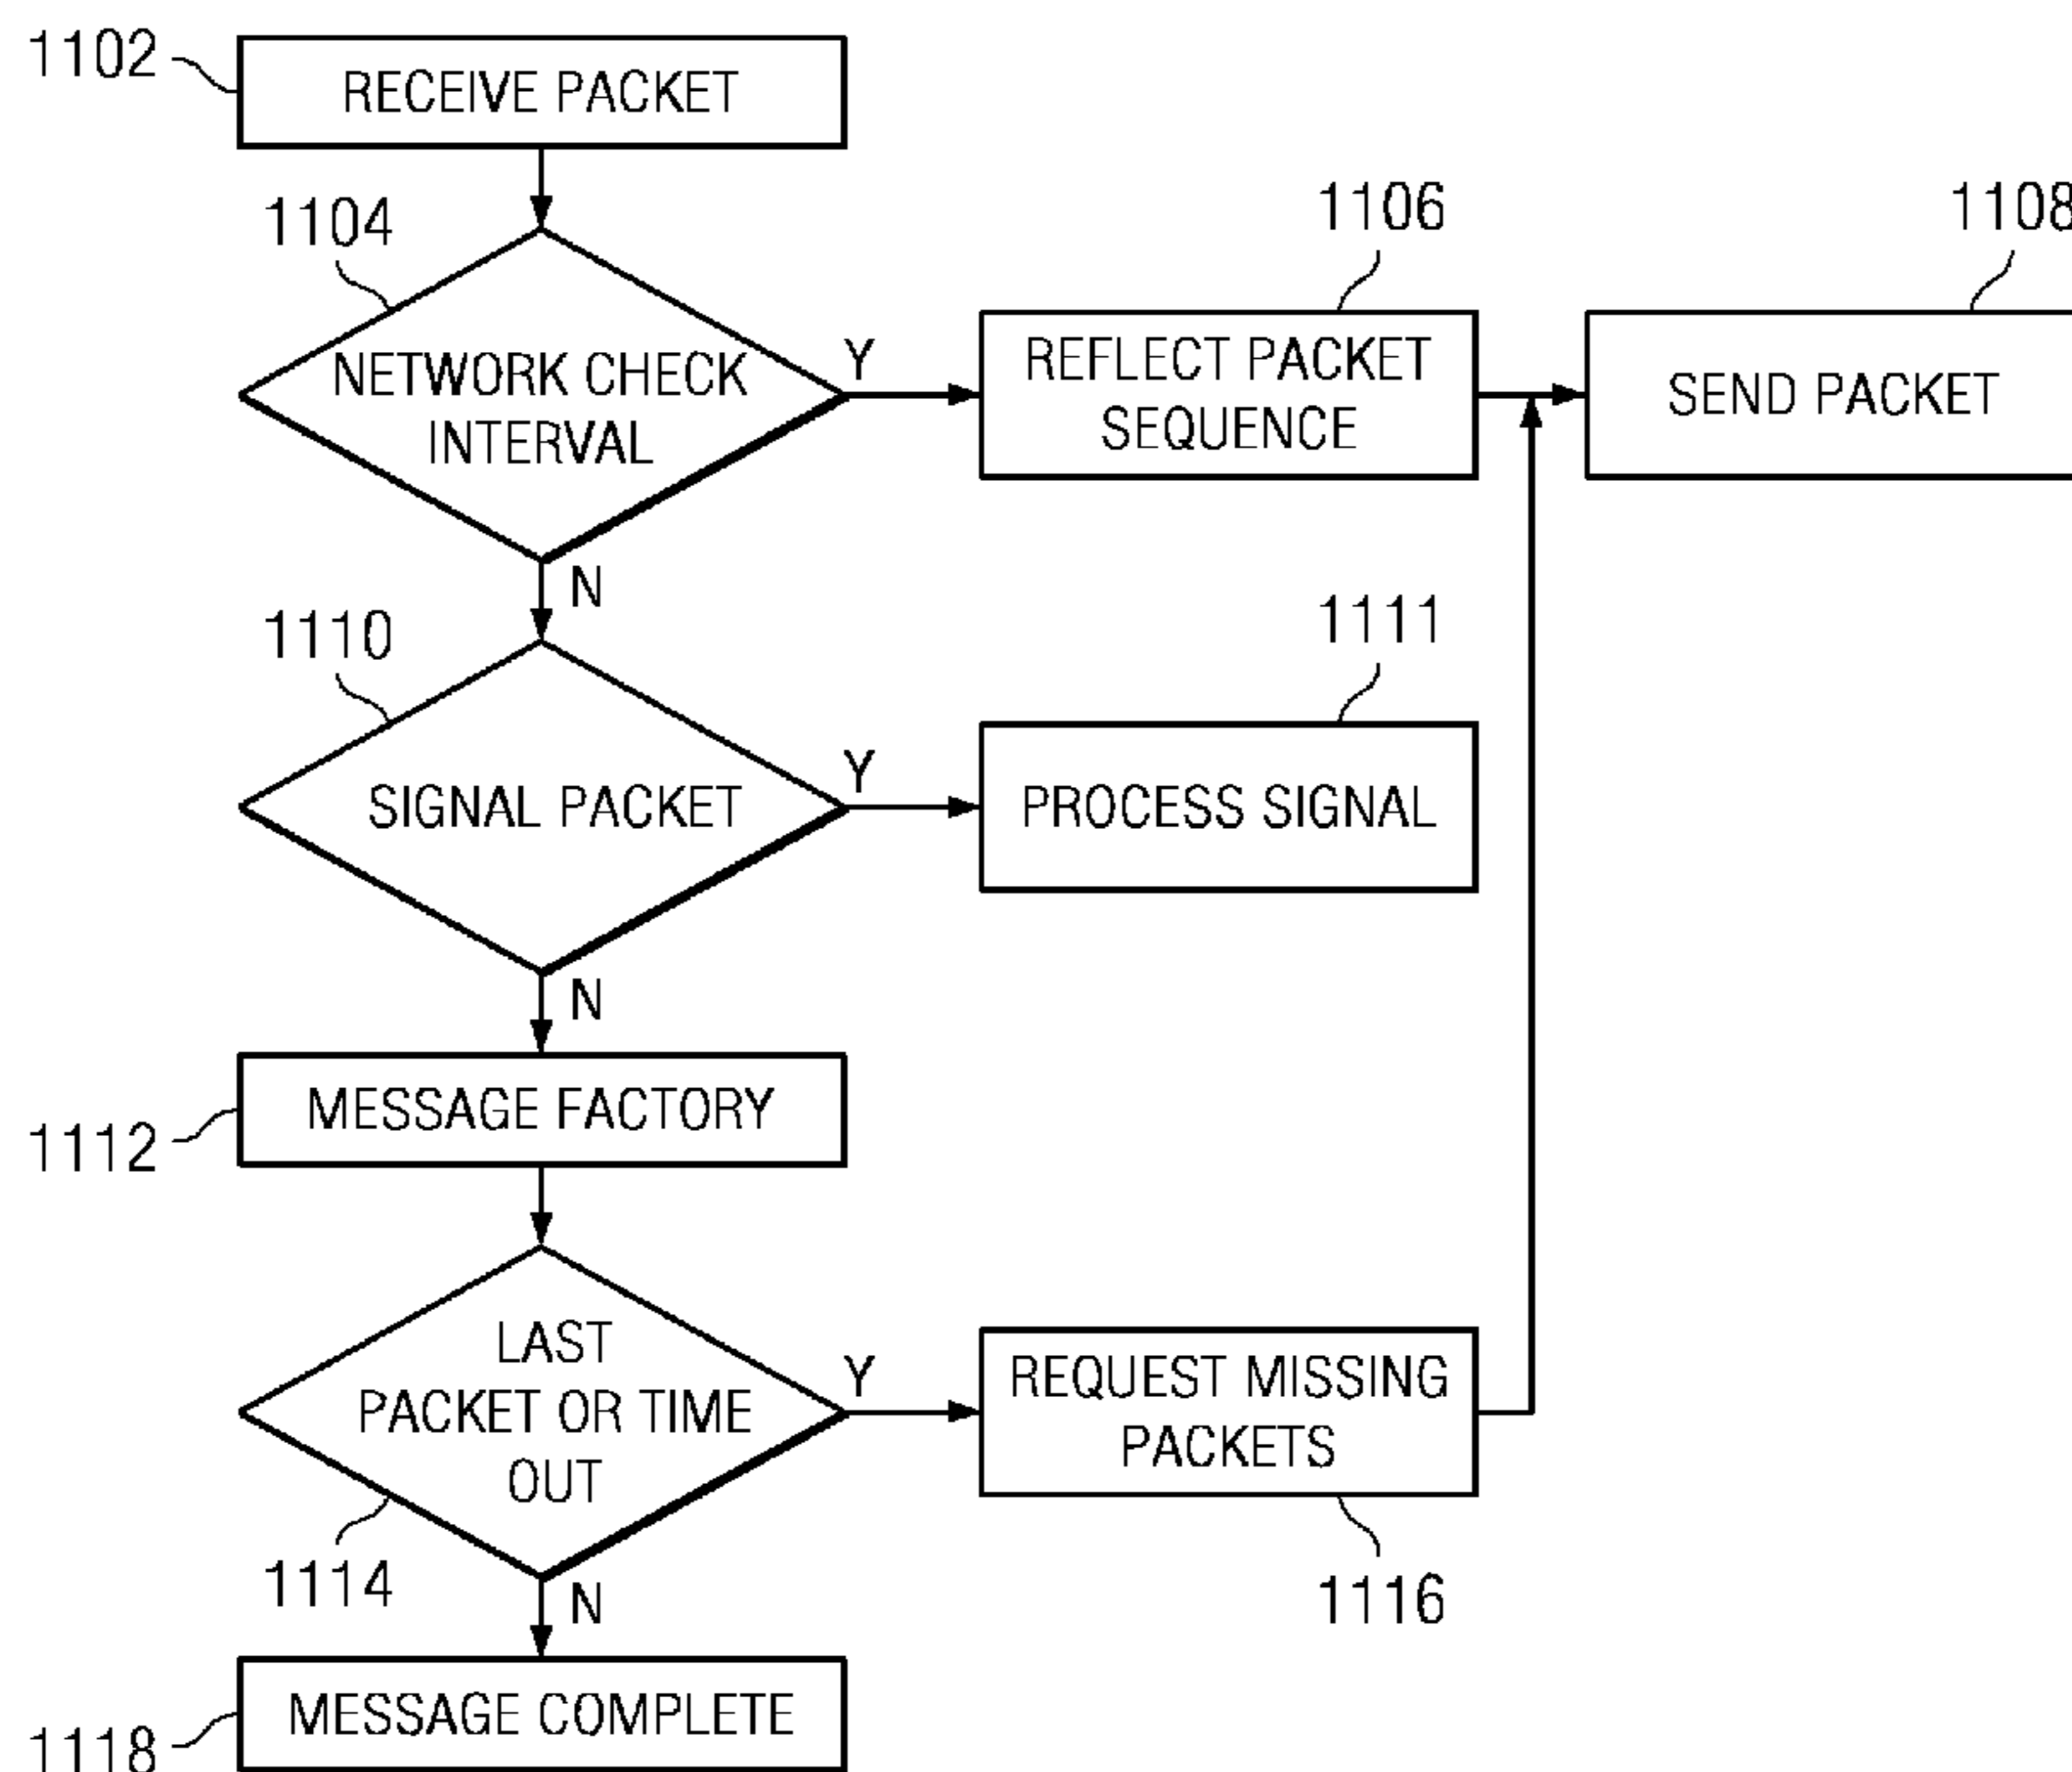 1102
RECEIVE PACKET
1104
NETWORK CHECK
INTERVAL
Y
N
1106
REFLECT PACKET
SEQUENCE
1108
SEND PACKET
1110
SIGNAL PACKET
Y
N
1111
PROCESS SIGNAL
1112
MESSAGE FACTORY
LAST
PACKET OR TIME
OUT
1114
Y
N
REQUEST MISSING
PACKETS
1116
MESSAGE COMPLETE
1118